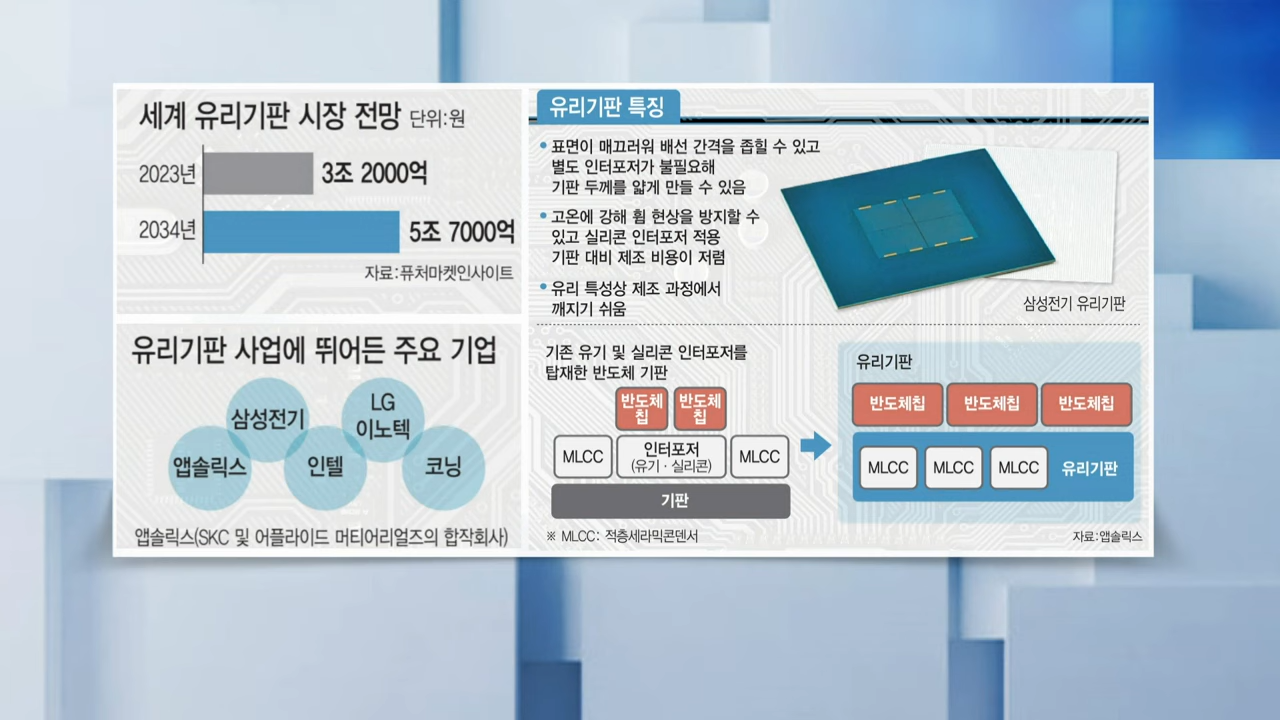 세계 유리기판 시장 전망 단위:원
2023년 3조 2000억
2034년 5조 7000억
자료:퓨처마켓인사이트
유리기판 사업에 뛰어든 주요 기업
삼성전기
LG
이노텍
앱솔릭스
인텔
코닝
앱솔릭스(SKC 및 어플라이드 머티어리얼즈의 합작회사)
유리기판 특징
• 표면이 매끄러워 배선 간격을 좁힐 수 있고
별도 인터포저가 불필요해
기판 두께를 얇게 만들 수 있음
• 고온에 강해 휨 현상을 방지할 수
있고 실리콘 인터포저 적용
기판 대비 제조 비용이 저렴
• 유리 특성상 제조 과정에서
깨지기 쉬움
삼성전기 유리기판
기존 유기 및 실리콘 인터포저를
탑재한 반도체 기판
반도체
칩
반도체
칩
MLCC
인터포저
(유기·실리콘)
MLCC
기판
※ MLCC: 적층세라믹콘덴서
유리기판
반도체칩 반도체칩 반도체칩
MLCC MLCC MLCC 유리기판
자료:앱솔릭스